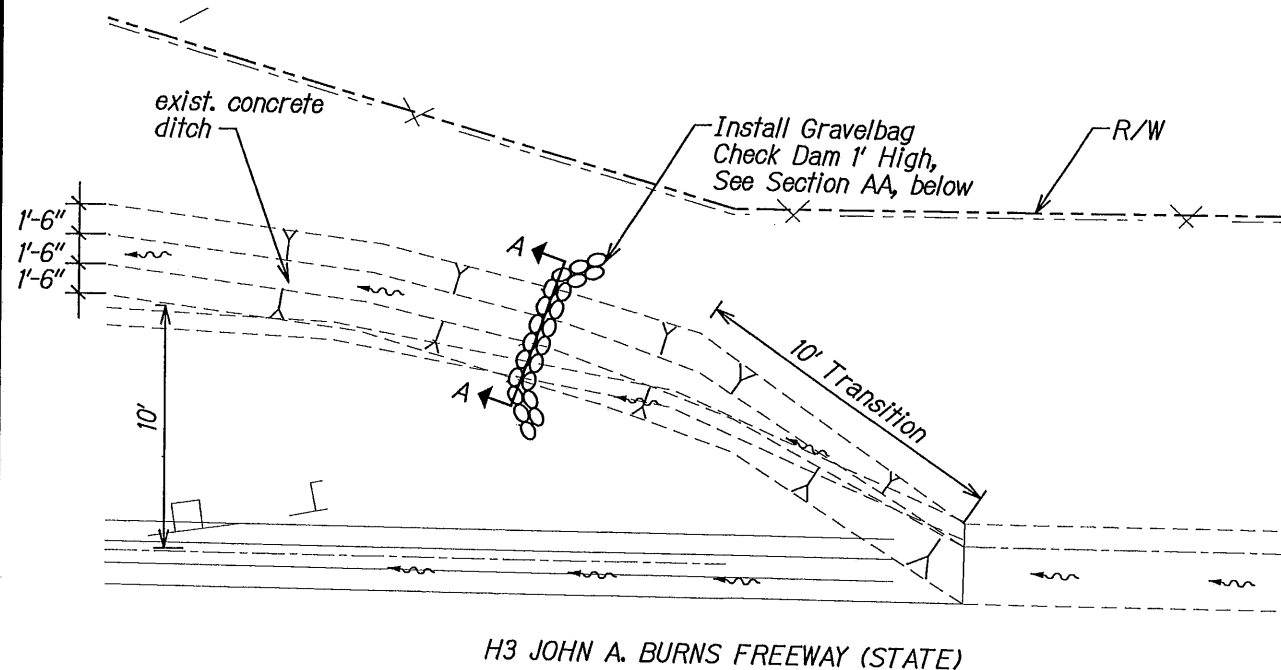 exist. concrete
ditch
Install Gravelbag
Check Dam 1' High,
See Section AA, below
R/W
1'-6"
1'-6"
1'-6"
A
A
10' Transition
10'
H3 JOHN A. BURNS FREEWAY (STATE)